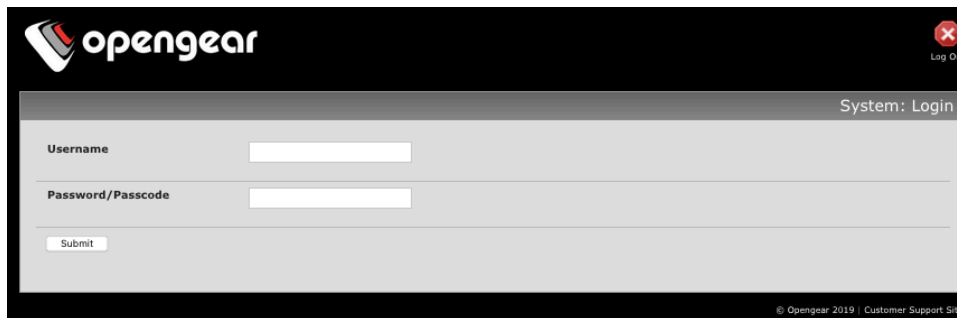 opengear
Log O
System: Login
Username
Password/Passcode
Submit
© Opengear 2019 | Customer Support Sit